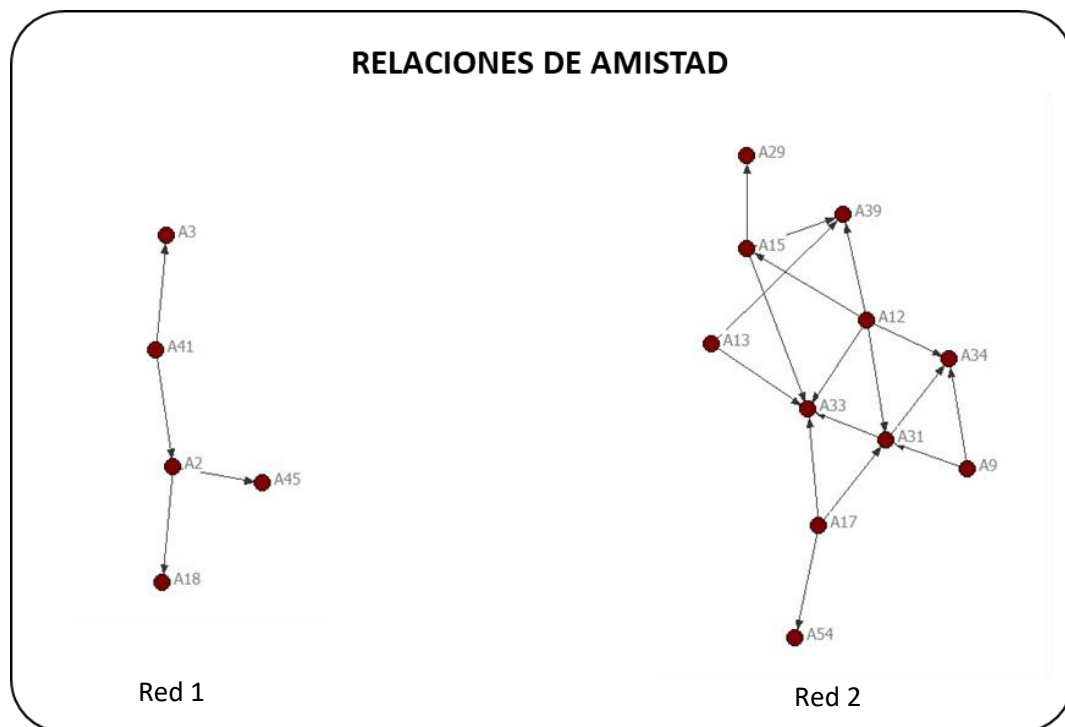 RELACIONES DE AMISTAD
A3
A41
A2
A45
A18
Red 1
A29
A39
A15
A12
A13
A34
A33
A31
A9
A17
A54
Red 2